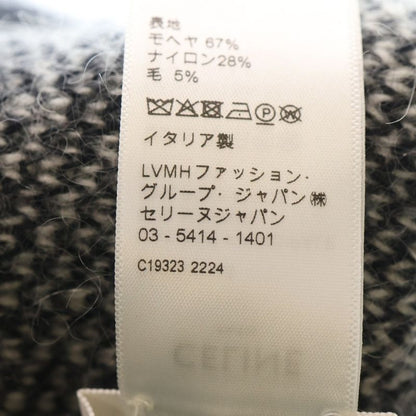 表地
モヘヤ 67%
ナイロン28%
毛 5%
イタリア製
LVMHファッション・
グループ・ジャパン㈱
セリーヌジャパン
03 - 5414 - 1401
C19323 2224
CELINE